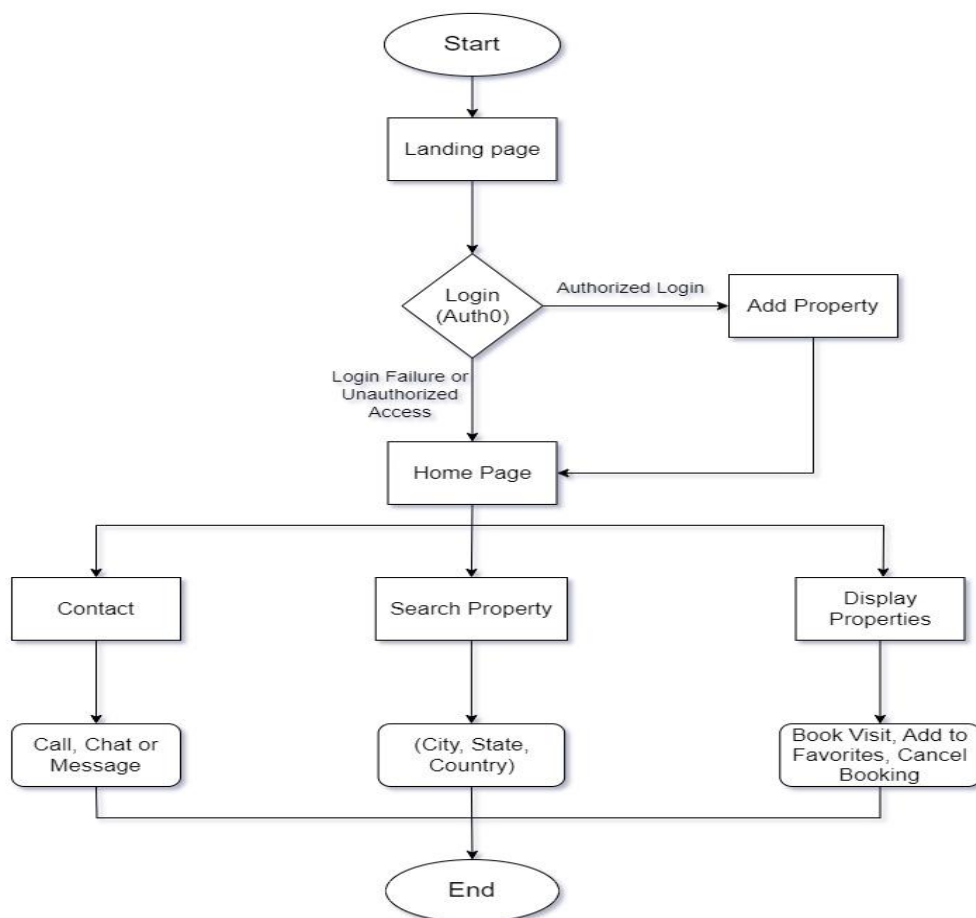 Start
Landing page
Login
(Auth0)
Authorized Login
Add Property
Login Failure or
Unauthorized
Access
Home Page
Contact
Search Property
Display
Properties
Call, Chat or
Message
(City, State,
Country)
Book Visit, Add to
Favorites, Cancel
Booking
End